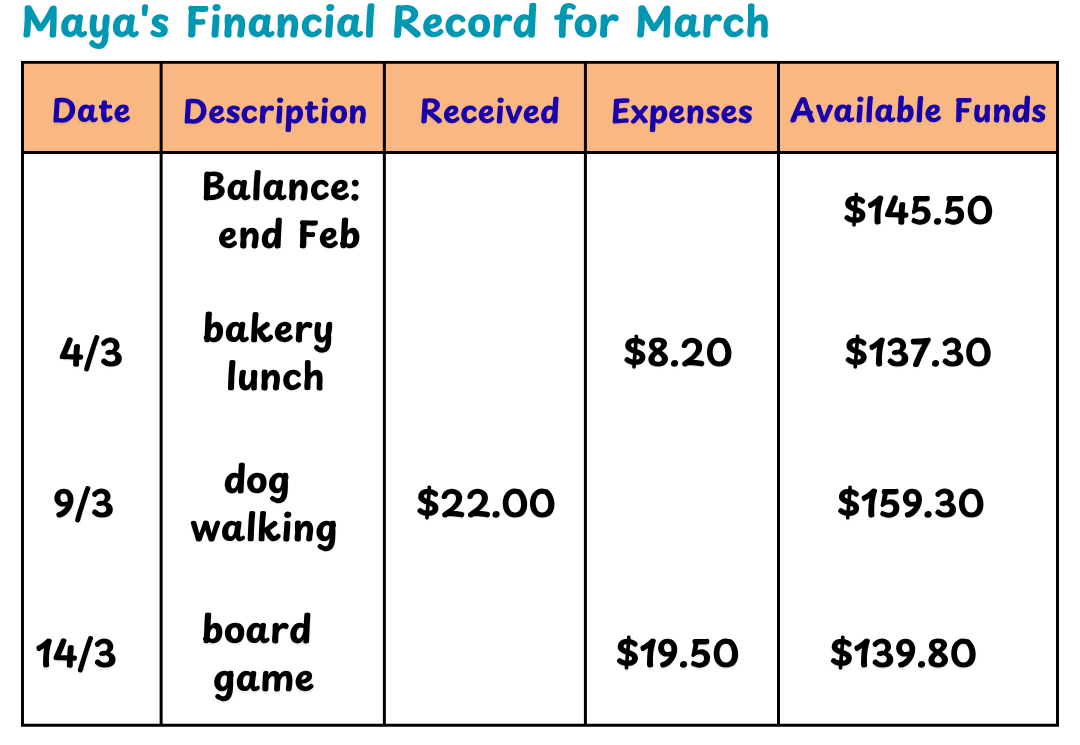 Maya's Financial Record for March
Date Description Received Expenses Available Funds
Balance:
end Feb
$145.50
4/3
bakery
lunch
$8.20
$137.30
9/3
dog
walking
$22.00
$159.30
14/3
board
game
$19.50
$139.80